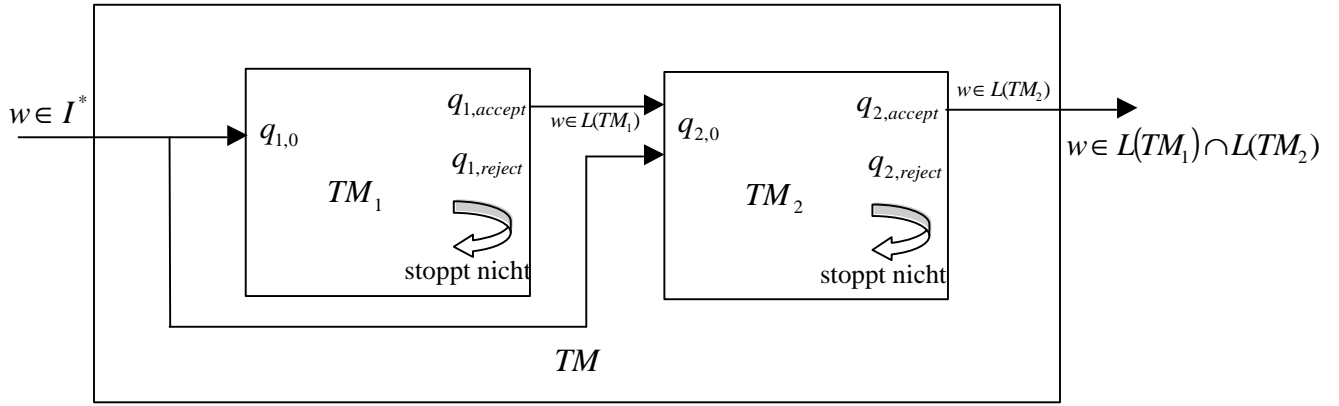 w ∈ I*
q₁,₀
TM₁
q₁,accept
q₁,reject
stoppt nicht
w ∈ L(TM₁)
q₂,₀
TM₂
q₂,accept
q₂,reject
stoppt nicht
w ∈ L(TM₂)
w ∈ L(TM₁) ∩ L(TM₂)
TM